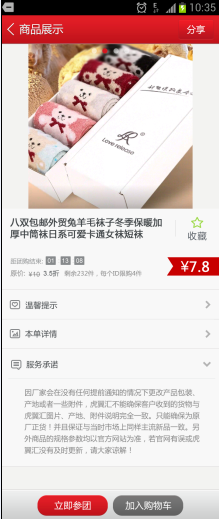 10:35
商品展示
分享
Love release
八双包邮外贸兔羊毛袜子冬季保暖加
厚中筒袜日系可爱卡通女袜短袜
收藏
距团购结束: 01 13 08
原价: ¥19 3.5折 剩余232件, 每个ID限购4件
¥7.8
温馨提示
本单详情
服务承诺
因厂家会在没有任何提前通知的情况下更改产品包装、
产地或者一些附件，虎翼汇不能确保客户收到的货物与
虎翼汇图片、产地、附件说明完全一致。只能确保为原
厂正货！并且保证与当时市场上同样主流新品一致。另
外商品的规格参数均以官方网站为准，若官网有误或虎
翼汇没有及时更新，请大家谅解！
立即参团
加入购物车